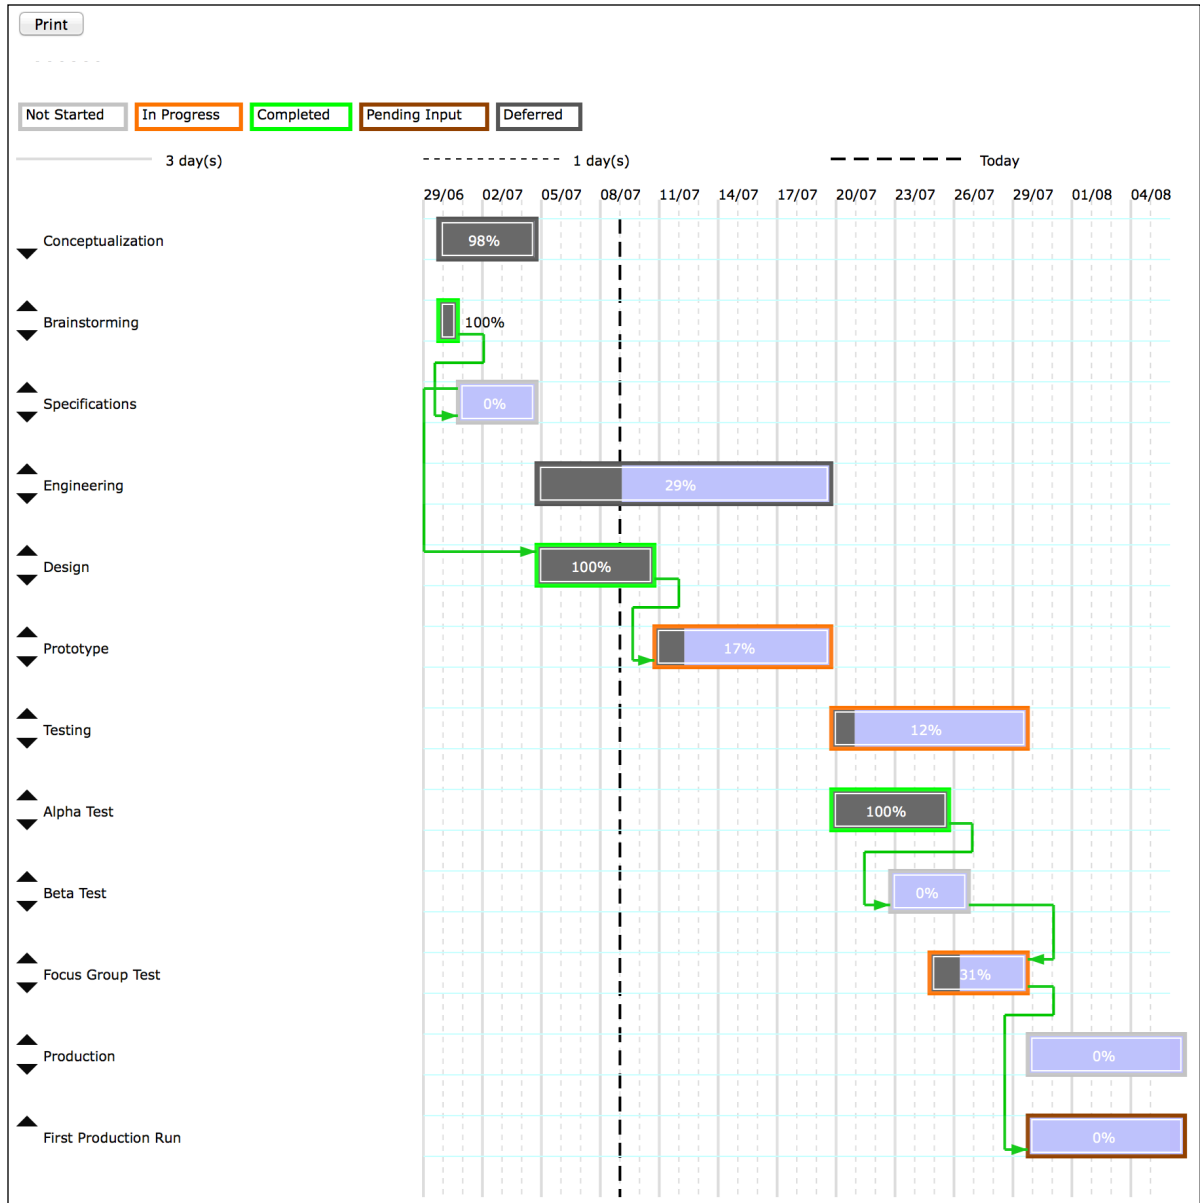 Print
Not Started In Progress Completed Pending Input Deferred
3 day(s) 1 day(s) Today
29/06 02/07 05/07 08/07 11/07 14/07 17/07 20/07 23/07 26/07 29/07 01/08 04/08
Conceptualization 98%
Brainstorming 100%
Specifications 0%
Engineering 29%
Design 100%
Prototype 17%
Testing 12%
Alpha Test 100%
Beta Test 0%
Focus Group Test 31%
Production 0%
First Production Run 0%